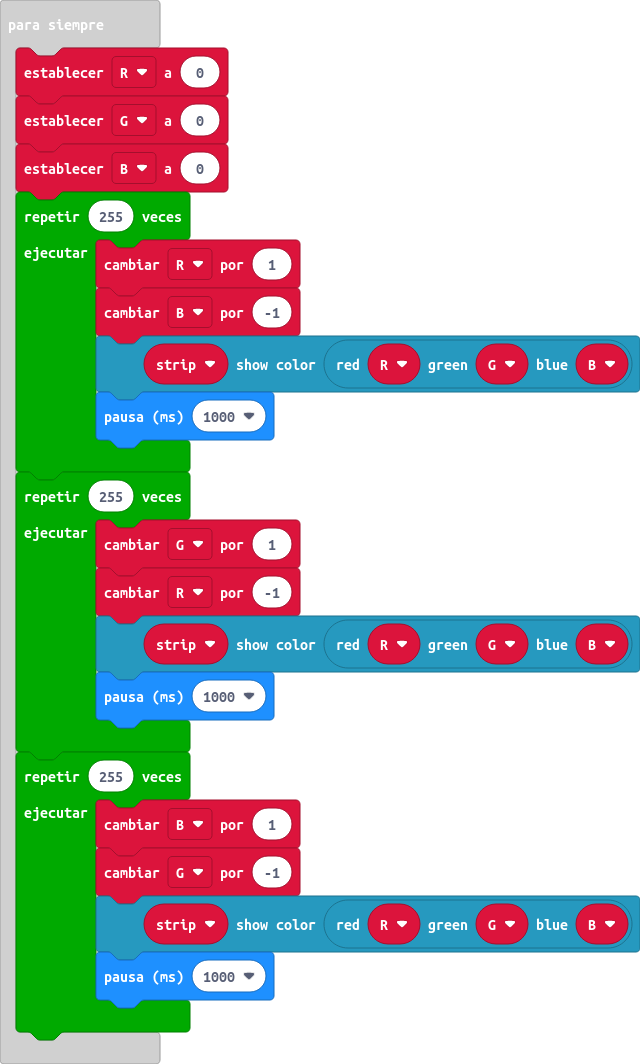 para siempre
establecer R a 0
establecer G a 0
establecer B a 0
repetir 255 veces
ejecutar
cambiar R por 1
cambiar B por -1
strip show color red R green G blue B
pausa (ms) 1000
repetir 255 veces
ejecutar
cambiar G por 1
cambiar R por -1
strip show color red R green G blue B
pausa (ms) 1000
repetir 255 veces
ejecutar
cambiar B por 1
cambiar G por -1
strip show color red R green G blue B
pausa (ms) 1000